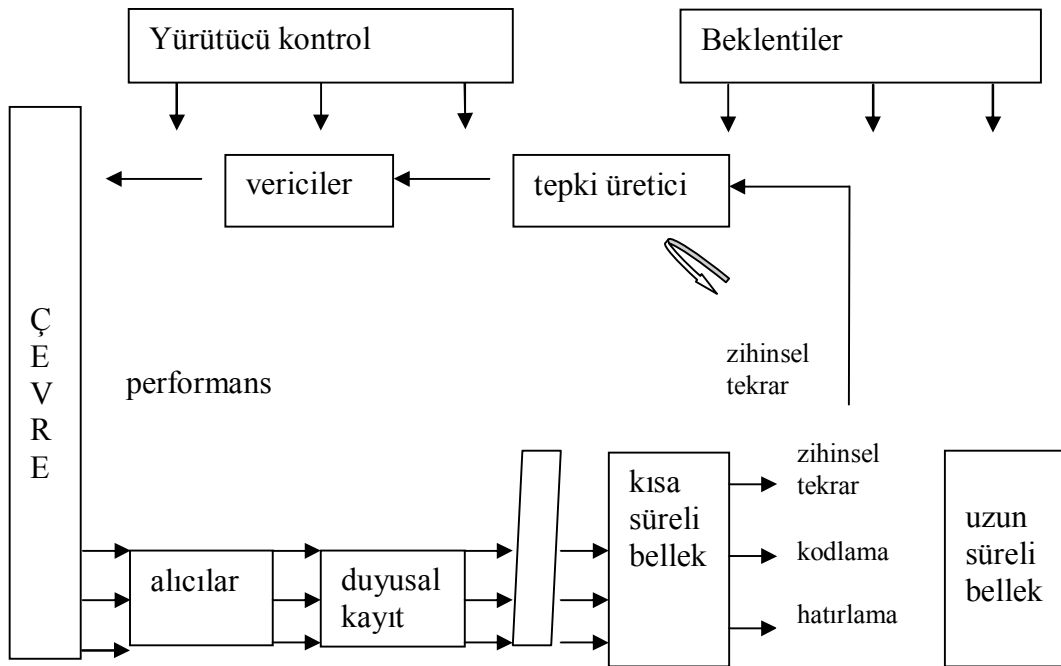 Yürütücü kontrol
Beklentiler
vericiler
tepki üretici
Ç
E
V
R
E
performans
zihinsel
tekrar
alıcılar
duyusal
kayıt
kısa
süreli
bellek
zihinsel
tekrar
kodlama
hatırlama
uzun
süreli
bellek